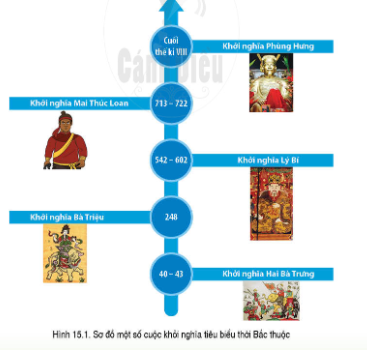 Cuối
thế kỉ VIII
Khởi nghĩa Phùng Hưng
Cánh Diều
Khởi nghĩa Mai Thúc Loan
713 – 722
542 – 602
Khởi nghĩa Lý Bí
Khởi nghĩa Bà Triệu
248
40 – 43
Khởi nghĩa Hai Bà Trưng
Hình 15.1. Sơ đồ một số cuộc khởi nghĩa tiêu biểu thời Bắc thuộc